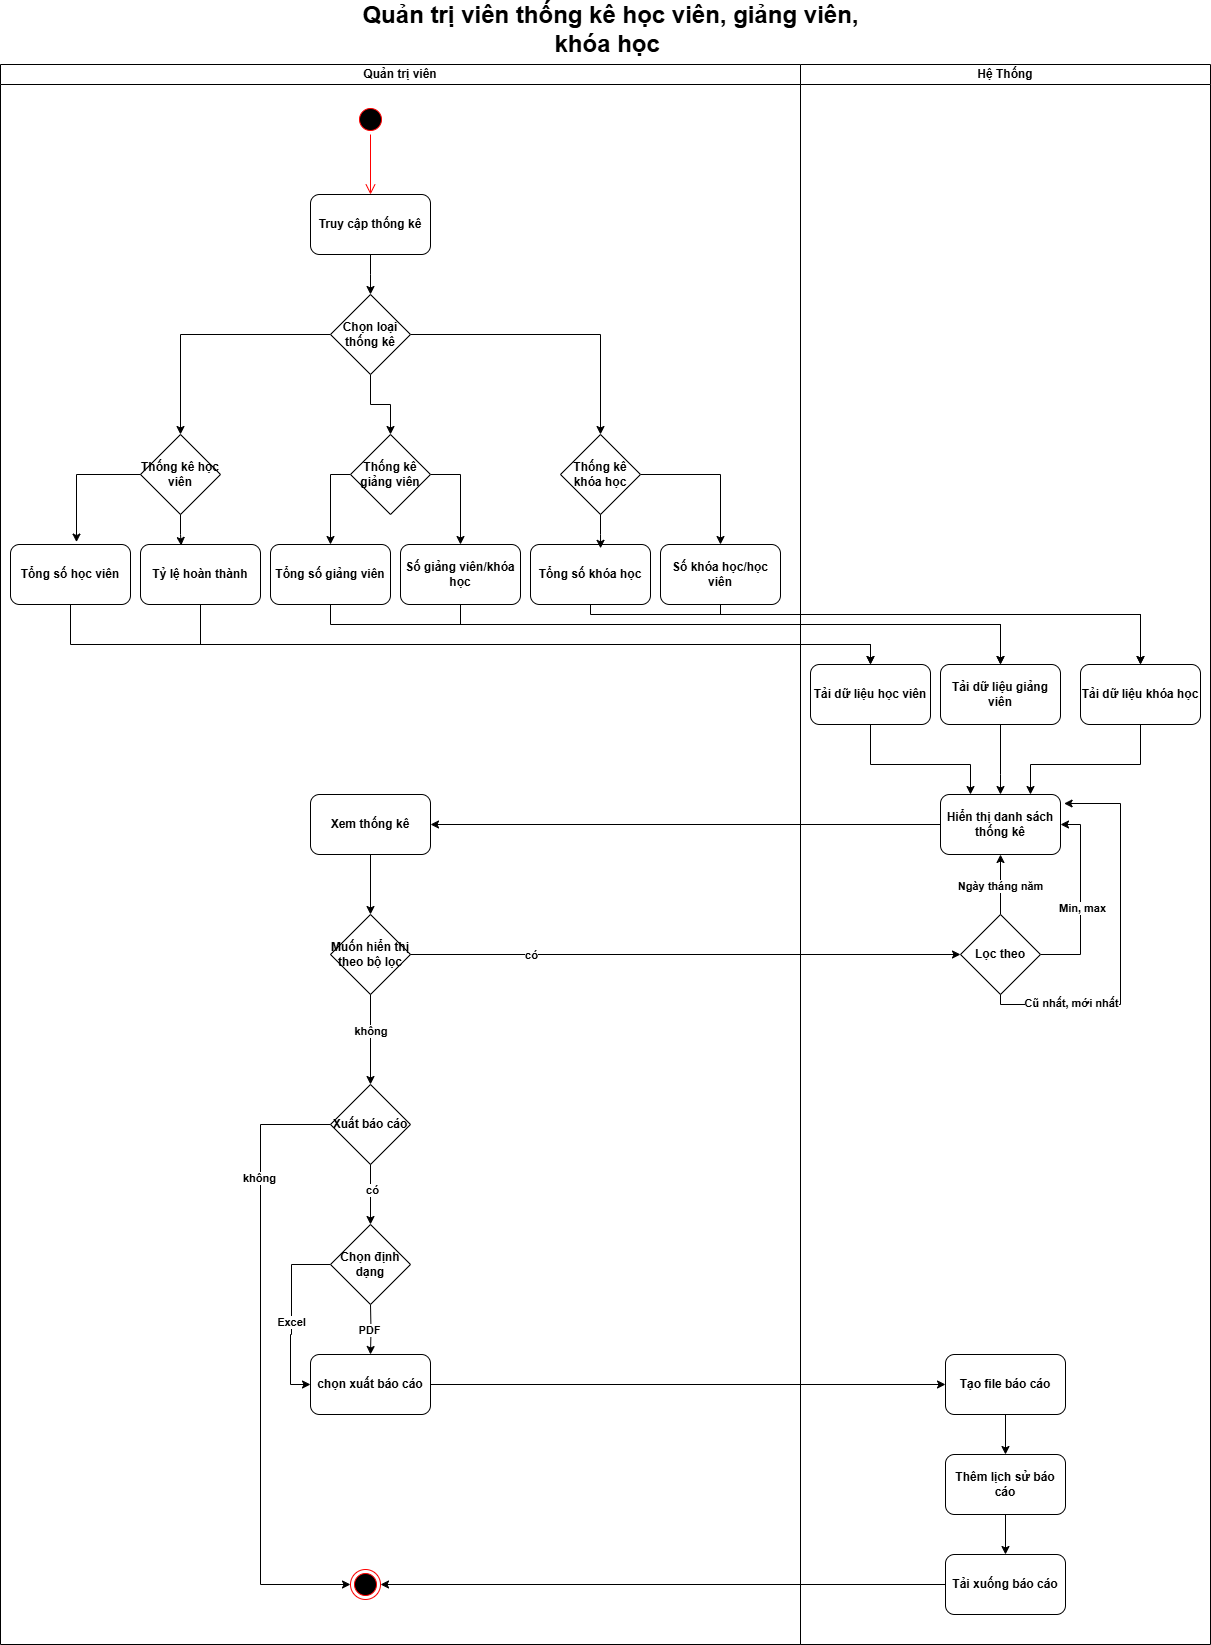 Quản trị viên thống kê học viên, giảng viên,
khóa học
Quản trị viên
Hệ Thống
Truy cập thống kê
Chọn loại
thống kê
Thống kê học
viên
Thống kê
giảng viên
Thống kê
khóa học
Tổng số học viên
Tỷ lệ hoàn thành
Tổng số giảng viên
Số giảng viên/khóa
học
Tổng số khóa học
Số khóa học/học
viên
Tải dữ liệu học viên
Tải dữ liệu giảng
viên
Tải dữ liệu khóa học
Xem thống kê
Hiển thị danh sách
thống kê
Ngày tháng năm
Min, max
Muốn hiển thị
theo bộ lọc
có
Lọc theo
Cũ nhất, mới nhất
không
Xuất báo cáo
không
có
Chọn định
dạng
Excel
PDF
chọn xuất báo cáo
Tạo file báo cáo
Thêm lịch sử báo
cáo
Tải xuống báo cáo